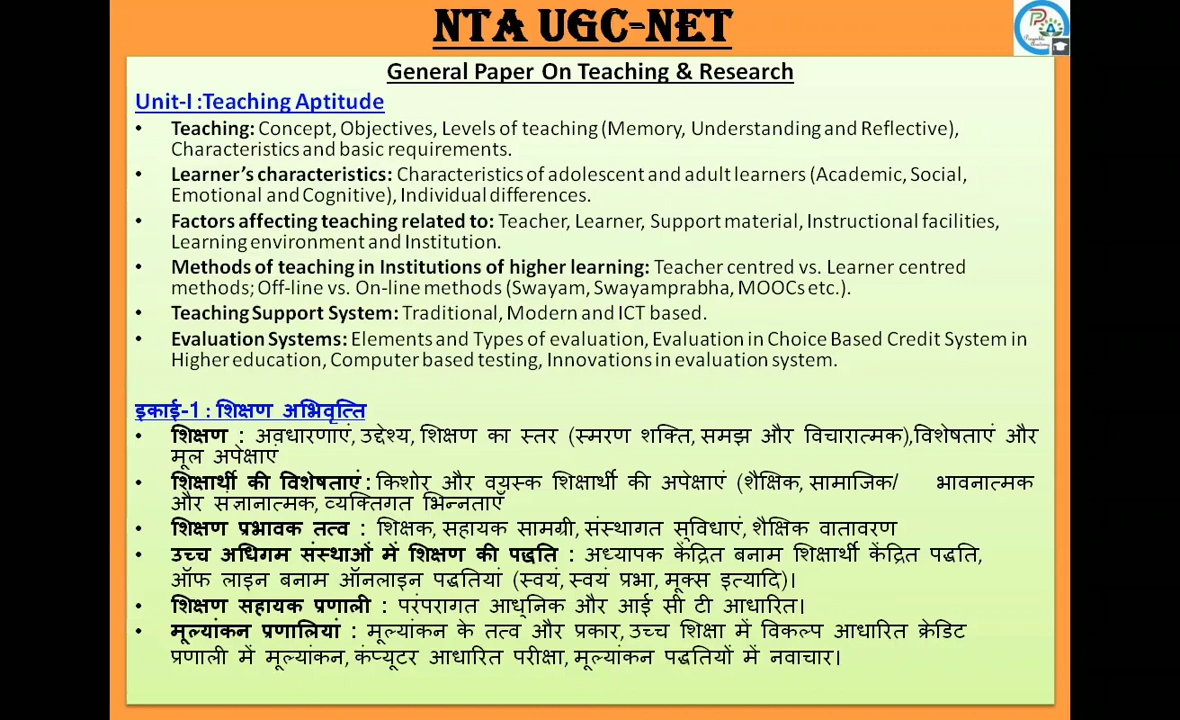 NTA UGC-NET
General Paper On Teaching & Research
Unit-I :Teaching Aptitude
• Teaching: Concept, Objectives, Levels of teaching (Memory, Understanding and Reflective),
Characteristics and basic requirements.
• Learner's characteristics: Characteristics of adolescent and adult learners (Academic, Social,
Emotional and Cognitive), Individual differences.
• Factors affecting teaching related to: Teacher, Learner, Support material, Instructional facilities,
Learning environment and Institution.
• Methods of teaching in Institutions of higher learning: Teacher centred vs. Learner centred
methods; Off-line vs. On-line methods (Swayam, Swayamprabha, MOOCs etc.).
• Teaching Support System: Traditional, Modern and ICT based.
• Evaluation Systems: Elements and Types of evaluation, Evaluation in Choice Based Credit System in
Higher education, Computer based testing, Innovations in evaluation system.
इकाई-1 : शिक्षण अभिवृत्ति
• शिक्षण : अवधारणाएं, उद्देश्य, शिक्षण का स्तर (स्मरण शक्ति, समझ और विचारात्मक),विशेषताएं और
मूल अपेक्षाएं
• शिक्षार्थी की विशेषताएं : किशोर और वयस्क शिक्षार्थी की अपेक्षाएं (शैक्षिक, सामाजिक/ भावनात्मक
और संज्ञानात्मक, व्यक्तिगत भिन्नताएँ
• शिक्षण प्रभावक तत्व : शिक्षक, सहायक सामग्री, संस्थागत सुविधाएं, शैक्षिक वातावरण
• उच्च अधिगम संस्थाओं में शिक्षण की पद्धति : अध्यापक केंद्रित बनाम शिक्षार्थी केंद्रित पद्धति,
ऑफ लाइन बनाम ऑनलाइन पद्धतियां (स्वयं, स्वयं प्रभा, मूक्स इत्यादि)।
• शिक्षण सहायक प्रणाली : परंपरागत आधुनिक और आई सी टी आधारित।
• मूल्यांकन प्रणालियां : मूल्यांकन के तत्व और प्रकार, उच्च शिक्षा में विकल्प आधारित क्रेडिट
प्रणाली में मूल्यांकन, कंप्यूटर आधारित परीक्षा, मूल्यांकन पद्धतियों में नवाचार।